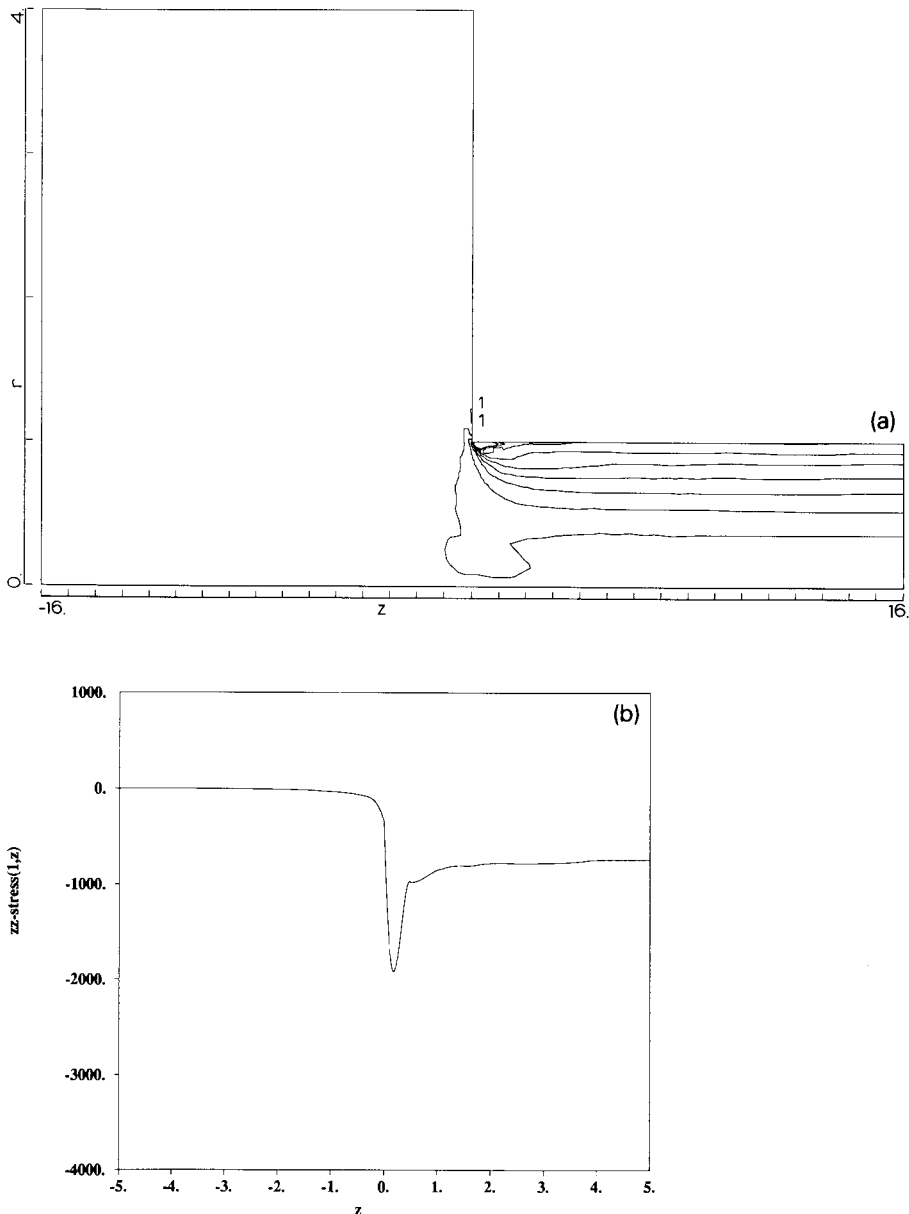 4.
r
1
1
(a)
0.
-16.
z
16.
1000.
(b)
0.
-1000.
zz-stress(1,z)
-2000.
-3000.
-4000.
-5. -4. -3. -2. -1. 0. 1. 2. 3. 4. 5.
z